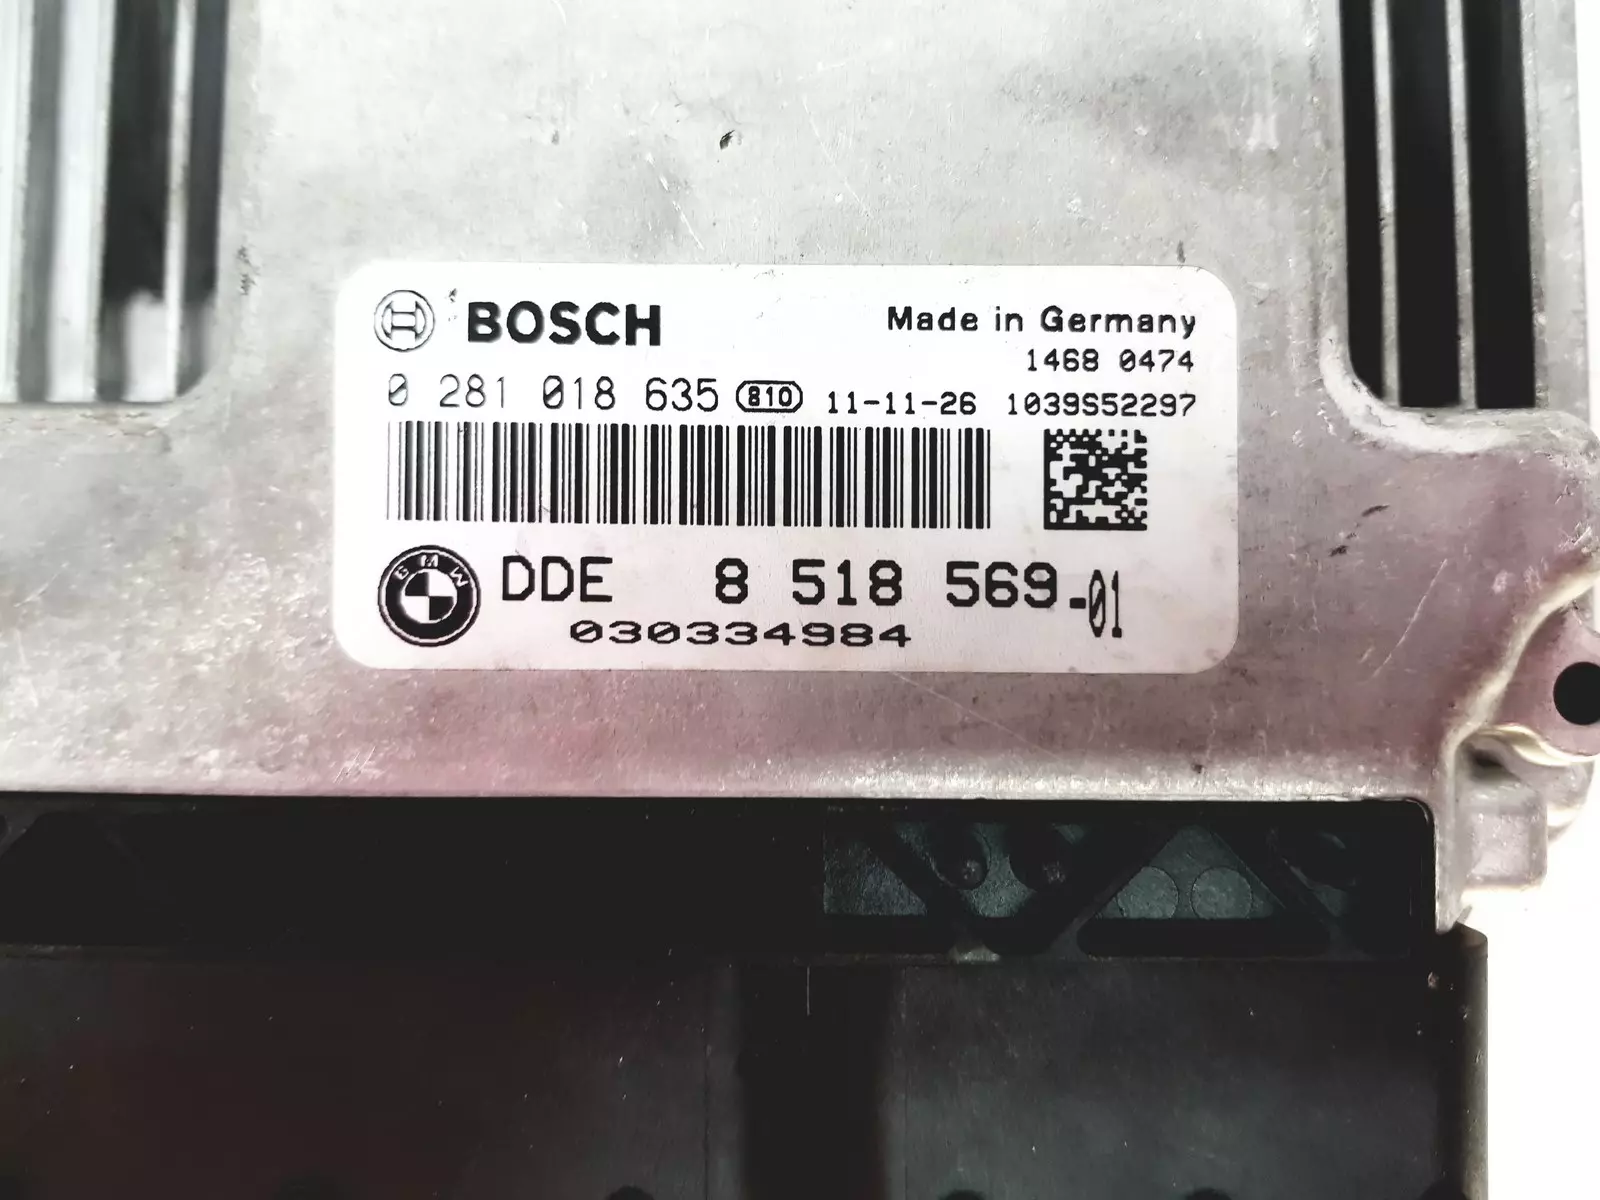 BOSCH
Made in Germany
1468 0474
0 281 018 635 810 11-11-26 1039S52297
BMW
DDE 8 518 569-01
030334984